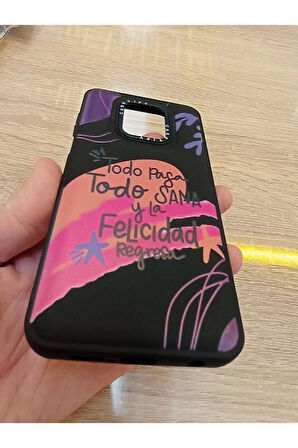 Todo Pasa
Todo SANA
y la
Felicidad
Regresa